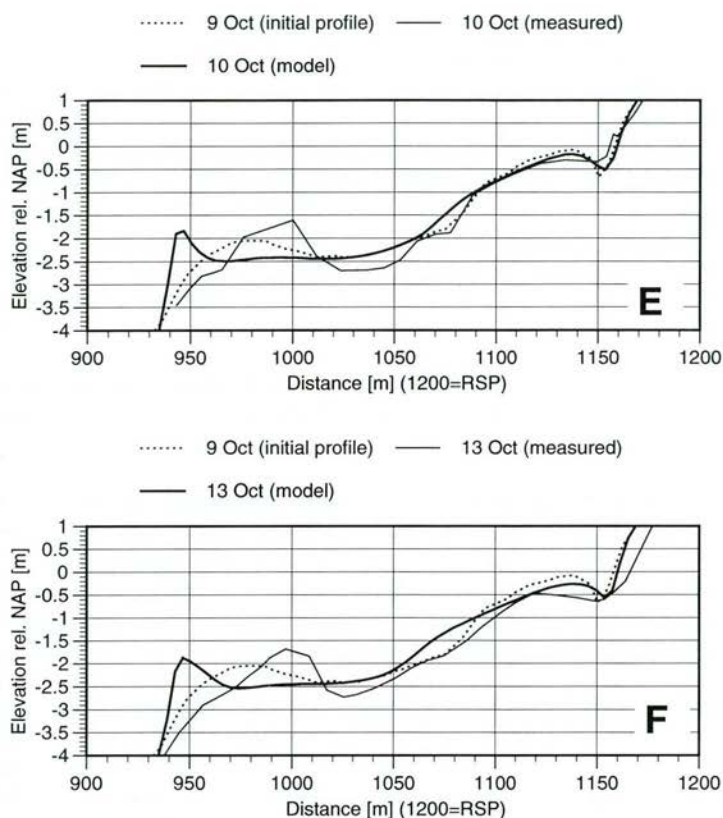 9 Oct (initial profile) 10 Oct (measured)
10 Oct (model)
Elevation rel. NAP [m]
1
0.5
0
-0.5
-1
-1.5
-2
-2.5
-3
-3.5
-4
E
900 950 1000 1050 1100 1150 1200
Distance [m] (1200=RSP)
9 Oct (initial profile) 13 Oct (measured)
13 Oct (model)
Elevation rel. NAP [m]
1
0.5
0
-0.5
-1
-1.5
-2
-2.5
-3
-3.5
-4
F
900 950 1000 1050 1100 1150 1200
Distance [m] (1200=RSP)